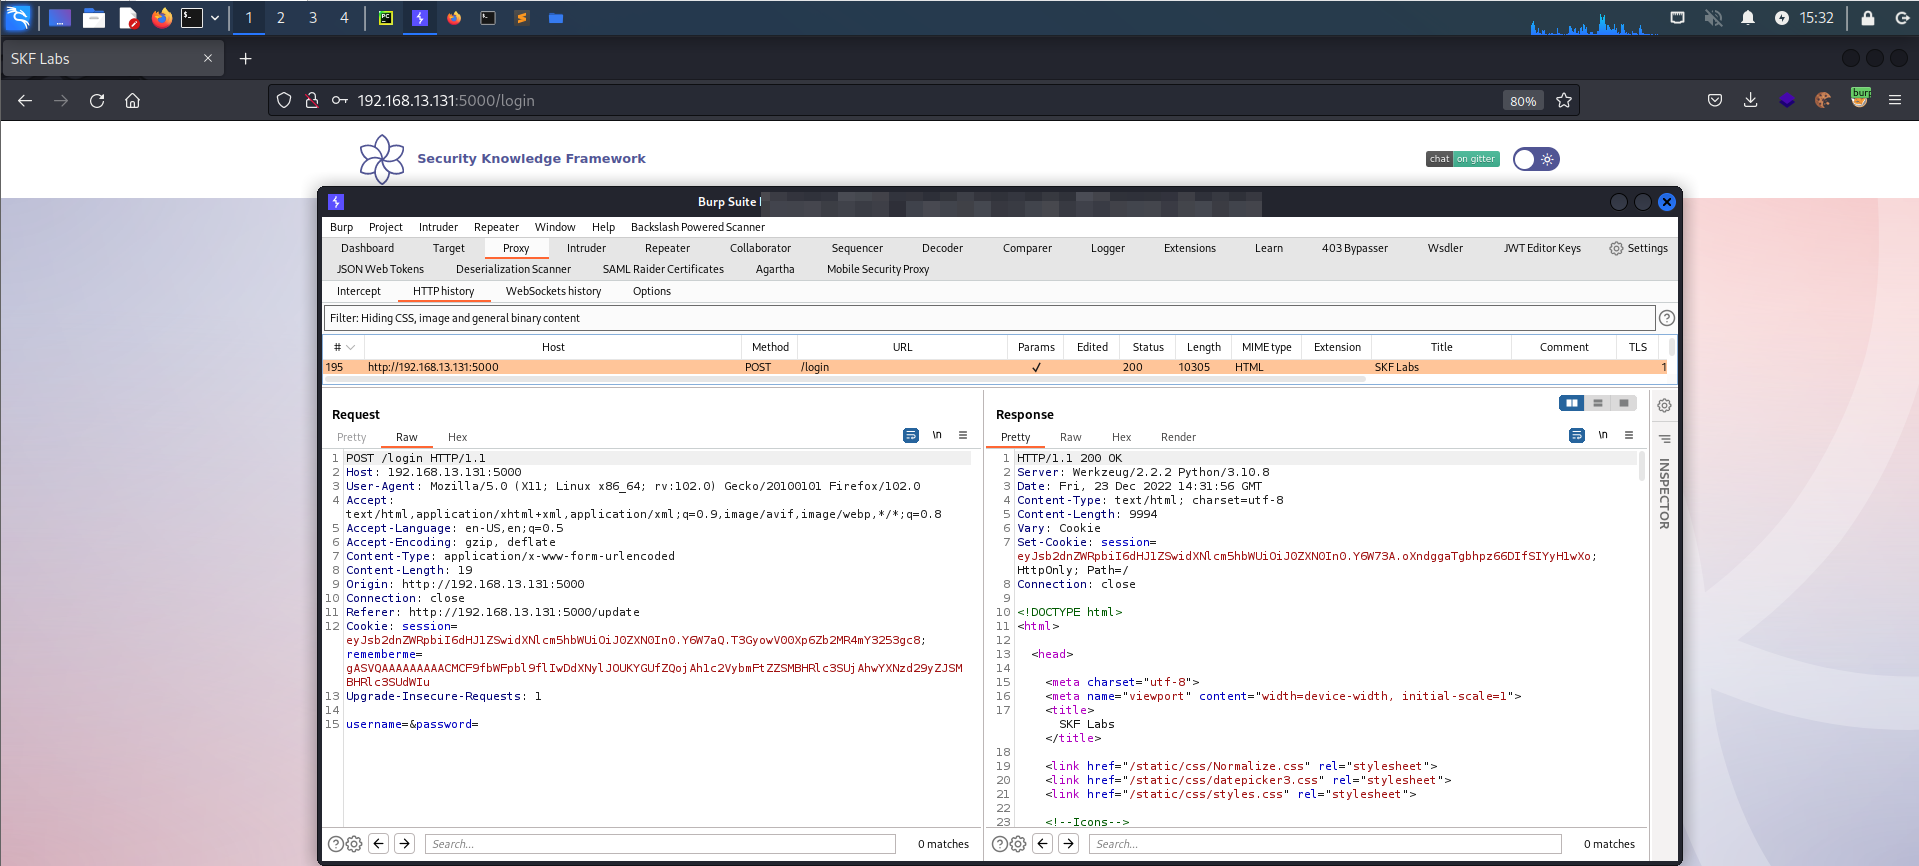 1 2 3 4 15:32
SKF Labs
192.168.13.131:5000/login 80%
burp
Security Knowledge Framework chat on gitter
Burp Suite
Burp Project Intruder Repeater Window Help Backslash Powered Scanner
Dashboard Target Proxy Intruder Repeater Collaborator Sequencer Decoder Comparer Logger Extensions Learn 403 Bypasser Wsdler JWT Editor Keys Settings
JSON Web Tokens Deserialization Scanner SAML Raider Certificates Agartha Mobile Security Proxy
Intercept HTTP history WebSockets history Options
Filter: Hiding CSS, image and general binary content
# Host Method URL Params Edited Status Length MIME type Extension Title Comment TLS
195 http://192.168.13.131:5000 POST /login ✓ 200 10305 HTML SKF Labs 1
Request
Pretty Raw Hex \n
1 POST /login HTTP/1.1
2 Host: 192.168.13.131:5000
3 User-Agent: Mozilla/5.0 (X11; Linux x86_64; rv:102.0) Gecko/20100101 Firefox/102.0
4 Accept:
text/html,application/xhtml+xml,application/xml;q=0.9,image/avif,image/webp,*/*;q=0.8
5 Accept-Language: en-US,en;q=0.5
6 Accept-Encoding: gzip, deflate
7 Content-Type: application/x-www-form-urlencoded
8 Content-Length: 19
9 Origin: http://192.168.13.131:5000
10 Connection: close
11 Referer: http://192.168.13.131:5000/update
12 Cookie: session=
eyJsb2dnZWRpbiI6dHJ1ZSwidXNlcm5hbWUiOiJ0ZXN0In0.Y6W7aQ.T3GyowV00Xp6Zb2MR4mY3253gc8;
rememberme=
gASVQAAAAAAAAACMCF9fbWFpbl9flIwDdXNylJOUKYGUfZQojAh1c2VybmFtZZSMBHRlc3SUjAhwYXNzd29yZJSM
BHRlc3SUdWIu
13 Upgrade-Insecure-Requests: 1
14
15 username=&password=
Search... 0 matches
Response
Pretty Raw Hex Render \n
1 HTTP/1.1 200 OK
2 Server: Werkzeug/2.2.2 Python/3.10.8
3 Date: Fri, 23 Dec 2022 14:31:56 GMT
4 Content-Type: text/html; charset=utf-8
5 Content-Length: 9994
6 Vary: Cookie
7 Set-Cookie: session=
eyJsb2dnZWRpbiI6dHJ1ZSwidXNlcm5hbWUiOiJ0ZXN0In0.Y6W73A.oXndggaTgbhpz66DIfSIYyH1wXo;
HttpOnly; Path=/
8 Connection: close
9
10 <!DOCTYPE html>
11 <html>
12
13 <head>
14
15 <meta charset="utf-8">
16 <meta name="viewport" content="width=device-width, initial-scale=1">
17 <title>
SKF Labs
</title>
18
19 <link href="/static/css/Normalize.css" rel="stylesheet">
20 <link href="/static/css/datepicker3.css" rel="stylesheet">
21 <link href="/static/css/styles.css" rel="stylesheet">
22
23 <!--Icons-->
Search... 0 matches
INSPECTOR